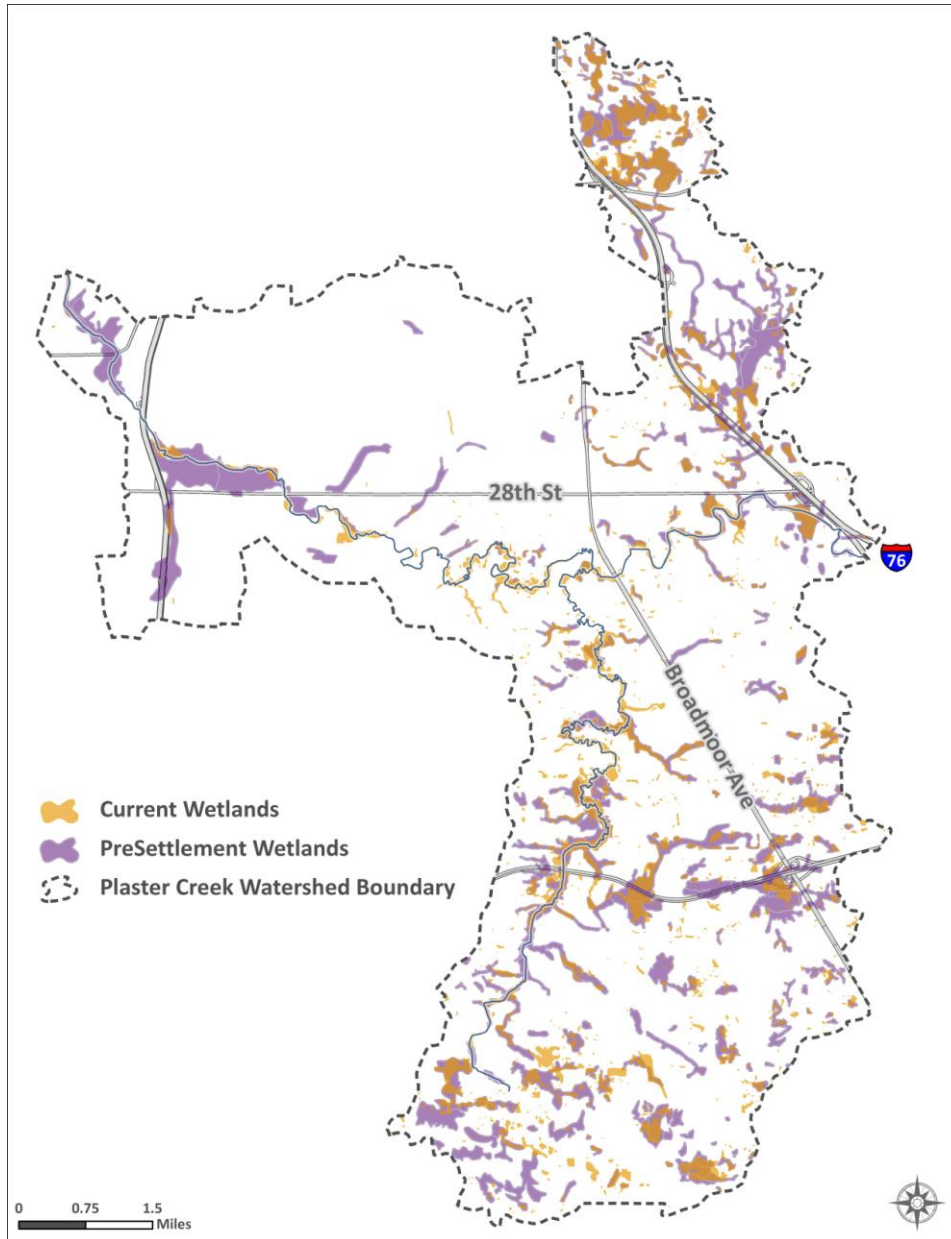 28th St
76
Broadmoor Ave
Current Wetlands
PreSettlement Wetlands
Plaster Creek Watershed Boundary
0 0.75 1.5
Miles